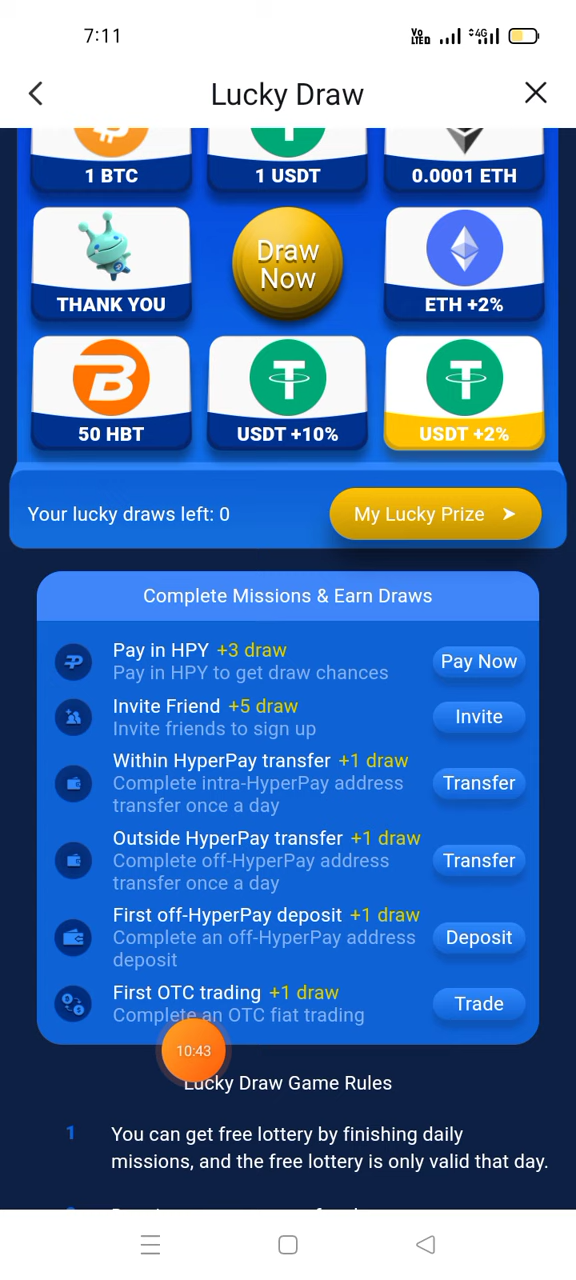 7:11
Vo
LTED
4G
Lucky Draw
1 BTC
1 USDT
0.0001 ETH
Draw
Now
THANK YOU
ETH +2%
50 HBT
USDT +10%
USDT +2%
Your lucky draws left: 0
My Lucky Prize
Complete Missions & Earn Draws
Pay in HPY +3 draw
Pay in HPY to get draw chances
Pay Now
Invite Friend +5 draw
Invite friends to sign up
Invite
Within HyperPay transfer +1 draw
Complete intra-HyperPay address
transfer once a day
Transfer
Outside HyperPay transfer +1 draw
Complete off-HyperPay address
transfer once a day
Transfer
First off-HyperPay deposit +1 draw
Complete an off-HyperPay address
deposit
Deposit
First OTC trading +1 draw
Complete an OTC fiat trading
Trade
10:43
Lucky Draw Game Rules
1 You can get free lottery by finishing daily
missions, and the free lottery is only valid that day.